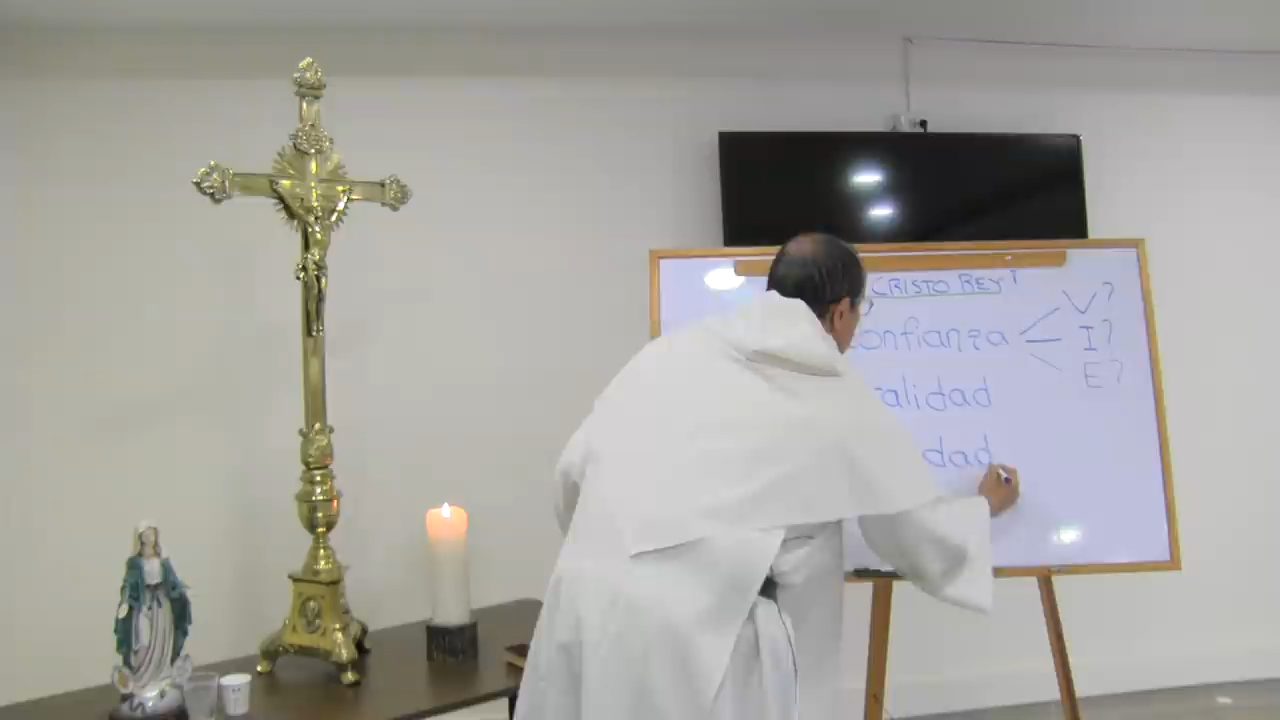 CRISTO REY
confianza V?
I?
E?
alidad
dad